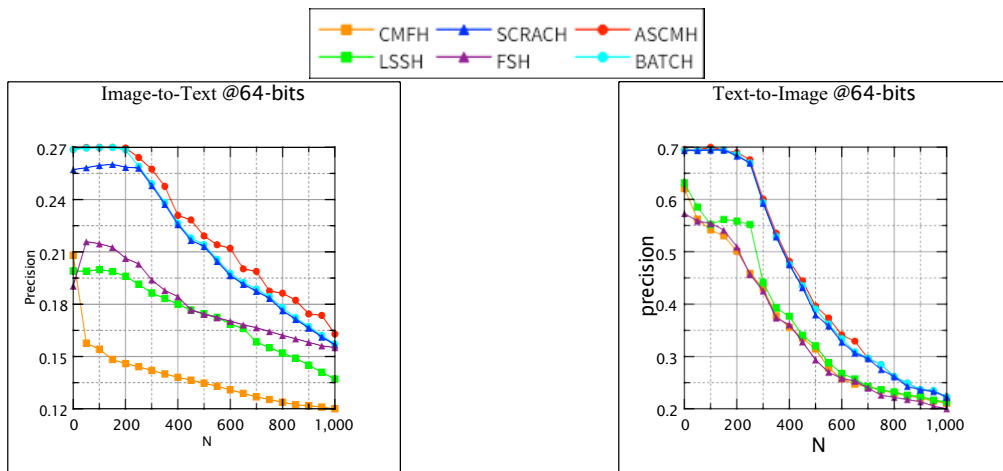 CMFH SCRACH ASCMH
LSSH FSH BATCH
Image-to-Text @64-bits
0.27
0.24
0.21
0.18
0.15
0.12
Precision
0 200 400 600 800 1,000
N
Text-to-Image @64-bits
0.7
0.6
0.5
0.4
0.3
0.2
precision
0 200 400 600 800 1,000
N